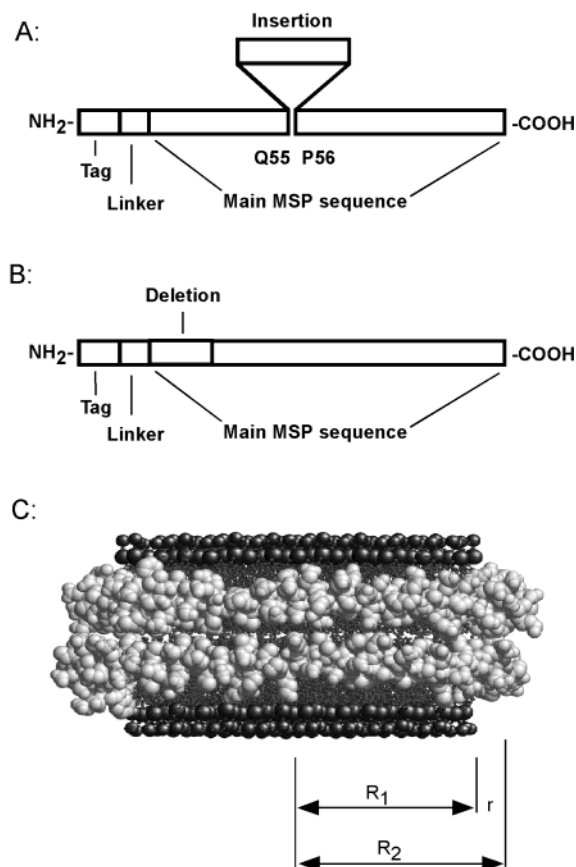 A:
Insertion
NH2-
-COOH
Q55 P56
Tag
Linker
Main MSP sequence
B:
Deletion
NH2-
-COOH
Tag
Linker
Main MSP sequence
C:
R1
r
R2